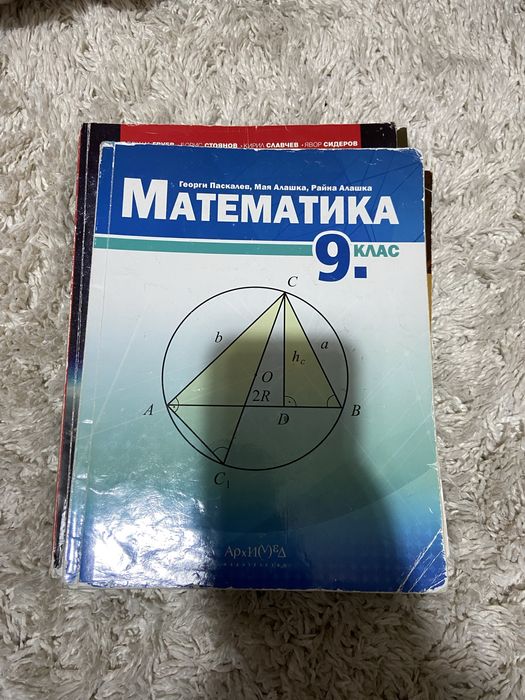 БОРИС СТОЯНОВ • КИРИЛ СЛАВЧЕВ • ЯВОР СИДЕРОВ
Георги Паскалев, Мая Алашка, Райна Алашка
МАТЕМАТИКА
9. КЛАС
C
b
a
h_c
O
2R
A
D
B
C₁
АРХИМЕД